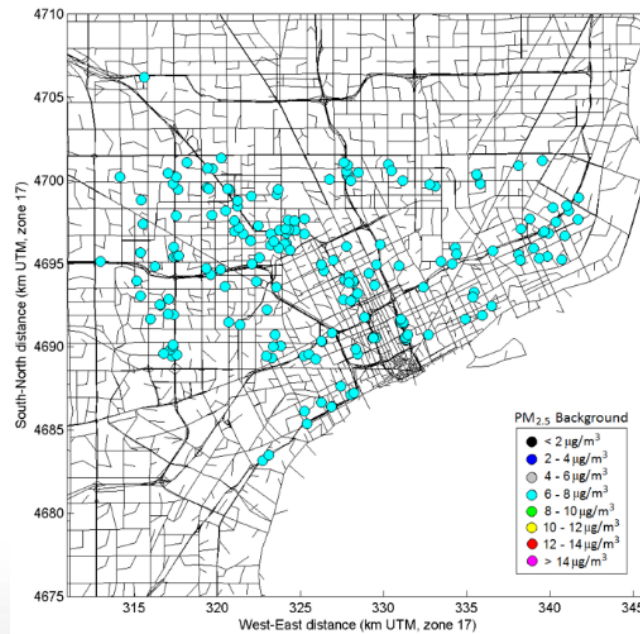 4710
4705
4700
4695
4690
4685
4680
4675
South-North distance (km UTM, zone 17)
315
320
325
330
335
340
345
West-East distance (km UTM, zone 17)
PM2.5 Background
< 2 µg/m³
2 - 4 µg/m³
4 - 6 µg/m³
6 - 8 µg/m³
8 - 10 µg/m³
10 - 12 µg/m³
12 - 14 µg/m³
> 14 µg/m³